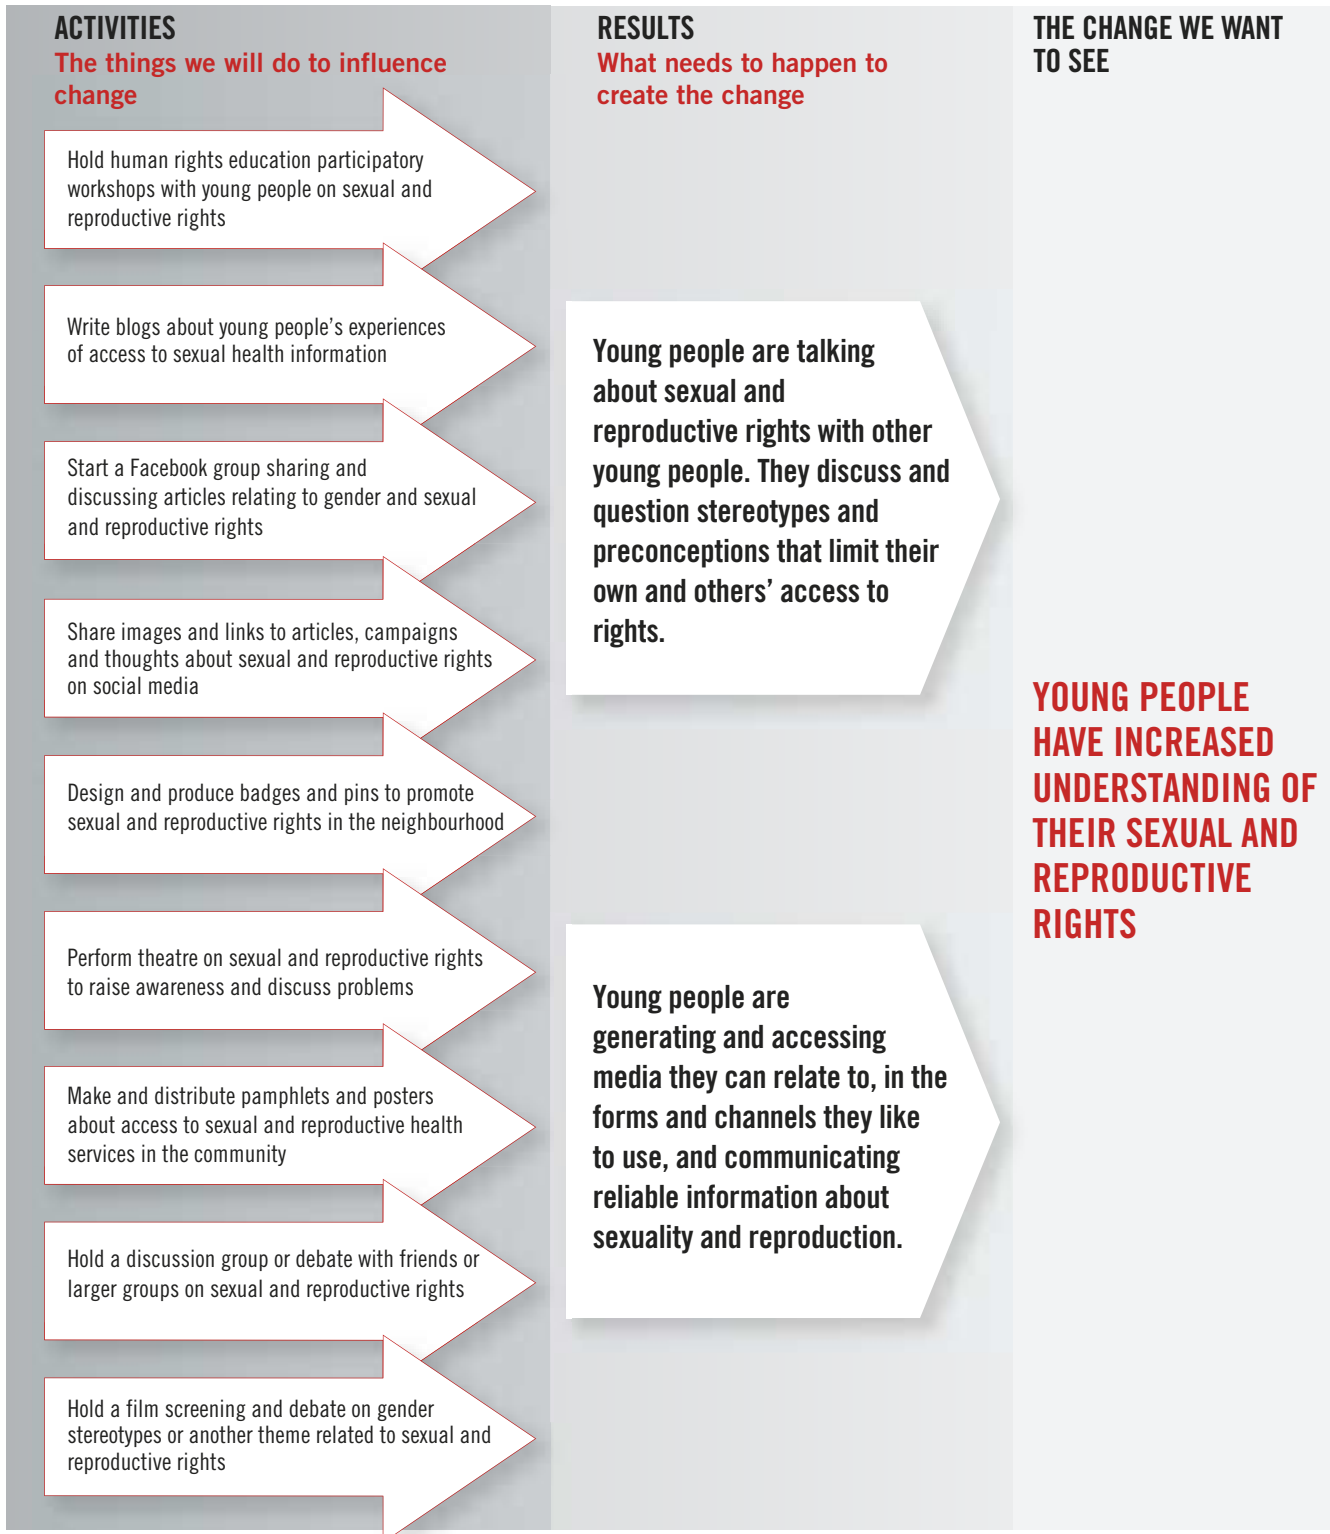 ACTIVITIES
The things we will do to influence
change
Hold human rights education participatory
workshops with young people on sexual and
reproductive rights
Write blogs about young people’s experiences
of access to sexual health information
Start a Facebook group sharing and
discussing articles relating to gender and sexual
and reproductive rights
Share images and links to articles, campaigns
and thoughts about sexual and reproductive rights
on social media
Design and produce badges and pins to promote
sexual and reproductive rights in the neighbourhood
Perform theatre on sexual and reproductive rights
to raise awareness and discuss problems
Make and distribute pamphlets and posters
about access to sexual and reproductive health
services in the community
Hold a discussion group or debate with friends or
larger groups on sexual and reproductive rights
Hold a film screening and debate on gender
stereotypes or another theme related to sexual and
reproductive rights
RESULTS
What needs to happen to
create the change
Young people are talking
about sexual and
reproductive rights with other
young people. They discuss and
question stereotypes and
preconceptions that limit their
own and others’ access to
rights.
Young people are
generating and accessing
media they can relate to, in the
forms and channels they like
to use, and communicating
reliable information about
sexuality and reproduction.
THE CHANGE WE WANT
TO SEE
YOUNG PEOPLE
HAVE INCREASED
UNDERSTANDING OF
THEIR SEXUAL AND
REPRODUCTIVE
RIGHTS